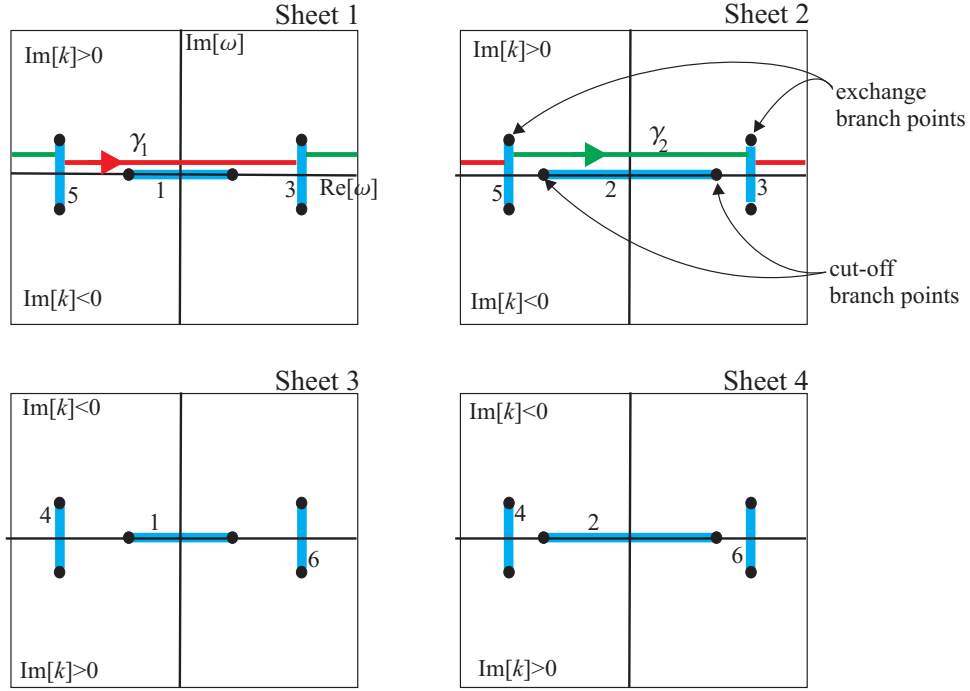 Sheet 1
Im[k]>0
Im[ω]
γ1
5
1
3
Re[ω]
Im[k]<0
Sheet 2
Im[k]>0
γ2
5
2
3
Im[k]<0
exchange
branch points
cut-off
branch points
Sheet 3
Im[k]<0
4
1
6
Im[k]>0
Sheet 4
Im[k]<0
4
2
6
Im[k]>0